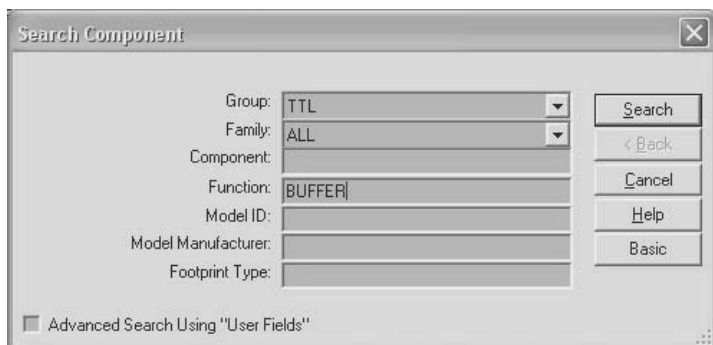 Search Component
Group: TTL
Family: ALL
Component:
Function: BUFFER
Model ID:
Model Manufacturer:
Footprint Type:
Search
< Back
Cancel
Help
Basic
Advanced Search Using "User Fields"